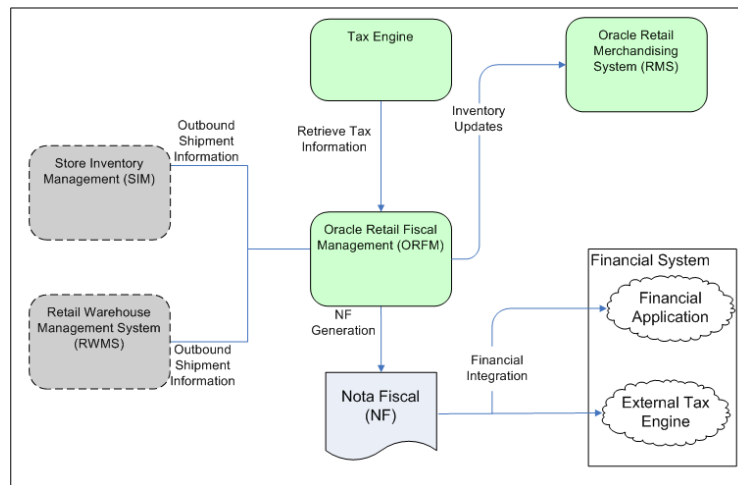 Tax Engine
Oracle Retail
Merchandising
System (RMS)
Outbound
Shipment
Information
Retrieve Tax
Information
Inventory
Updates
Store Inventory
Management (SIM)
Oracle Retail Fiscal
Management (ORFM)
Financial System
Financial
Application
Retail Warehouse
Management System
(RWMS)
NF
Generation
Outbound
Shipment
Information
Financial
Integration
Nota Fiscal
(NF)
External Tax
Engine